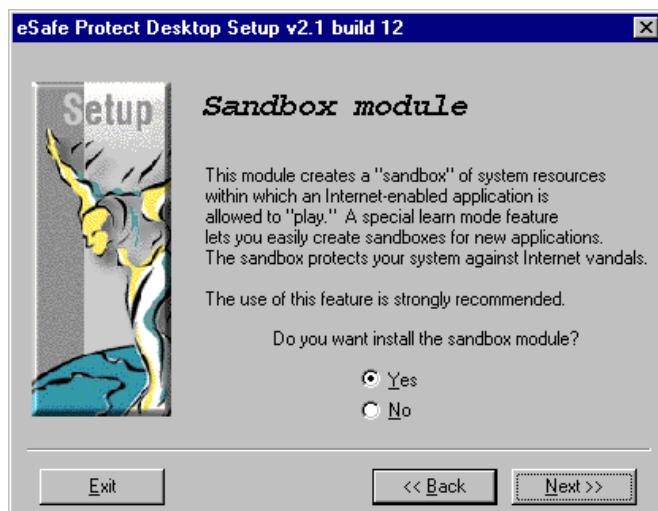 eSafe Protect Desktop Setup v2.1 build 12
Setup
Sandbox module
This module creates a "sandbox" of system resources
within which an Internet-enabled application is
allowed to "play." A special learn mode feature
lets you easily create sandboxes for new applications.
The sandbox protects your system against Internet vandals.
The use of this feature is strongly recommended.
Do you want install the sandbox module?
Yes
No
Exit
<< Back
Next >>